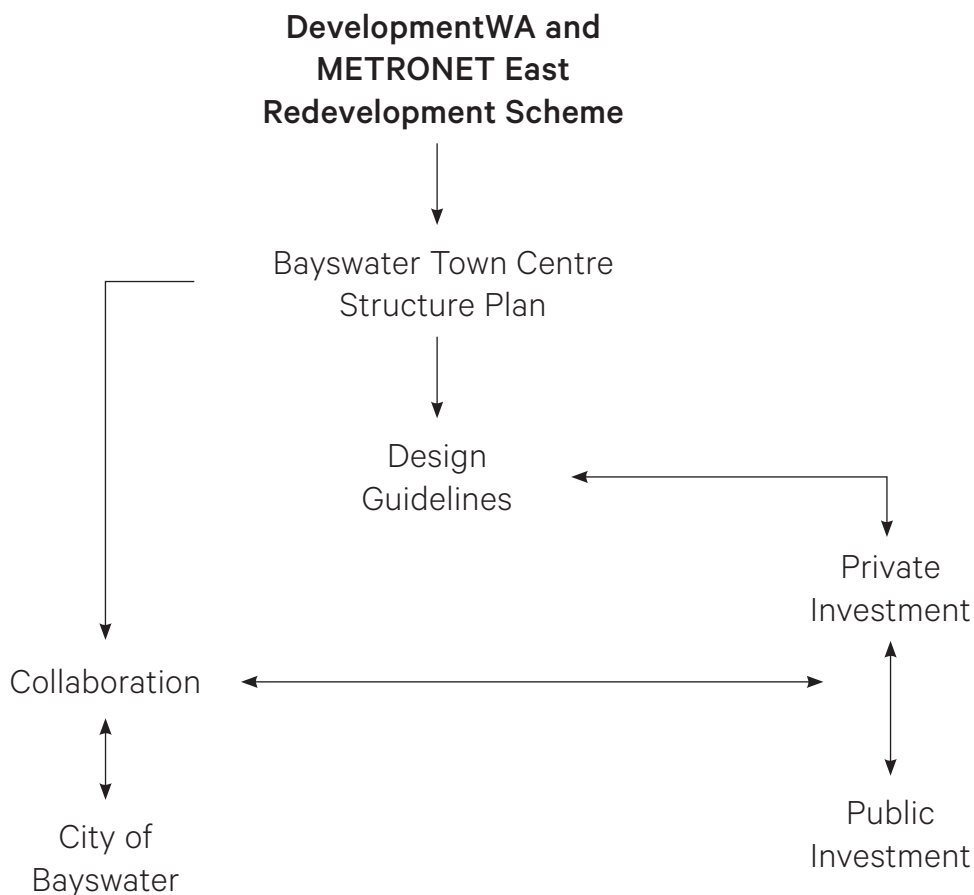 DevelopmentWA and
METRONET East
Redevelopment Scheme
Bayswater Town Centre
Structure Plan
Design
Guidelines
Private
Investment
Collaboration
City of
Bayswater
Public
Investment